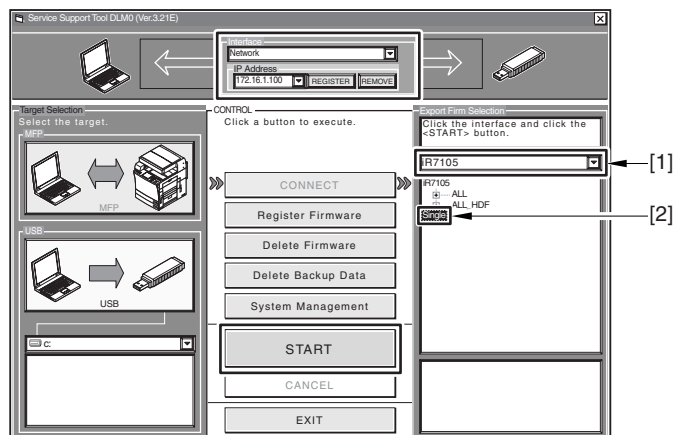 Service Support Tool DLM0 (Ver.3.21E)
Interface
Network
IP Address
172.16.1.100
REGISTER
REMOVE
Target Selection
Select the target.
MFP
MFP
USB
USB
C:
CONTROL
Click a button to execute.
CONNECT
Register Firmware
Delete Firmware
Delete Backup Data
System Management
START
CANCEL
EXIT
Export Firm Selection
Click the interface and click the
<START> button.
iR7105
iR7105
ALL
ALL_HDF
Single
[1]
[2]